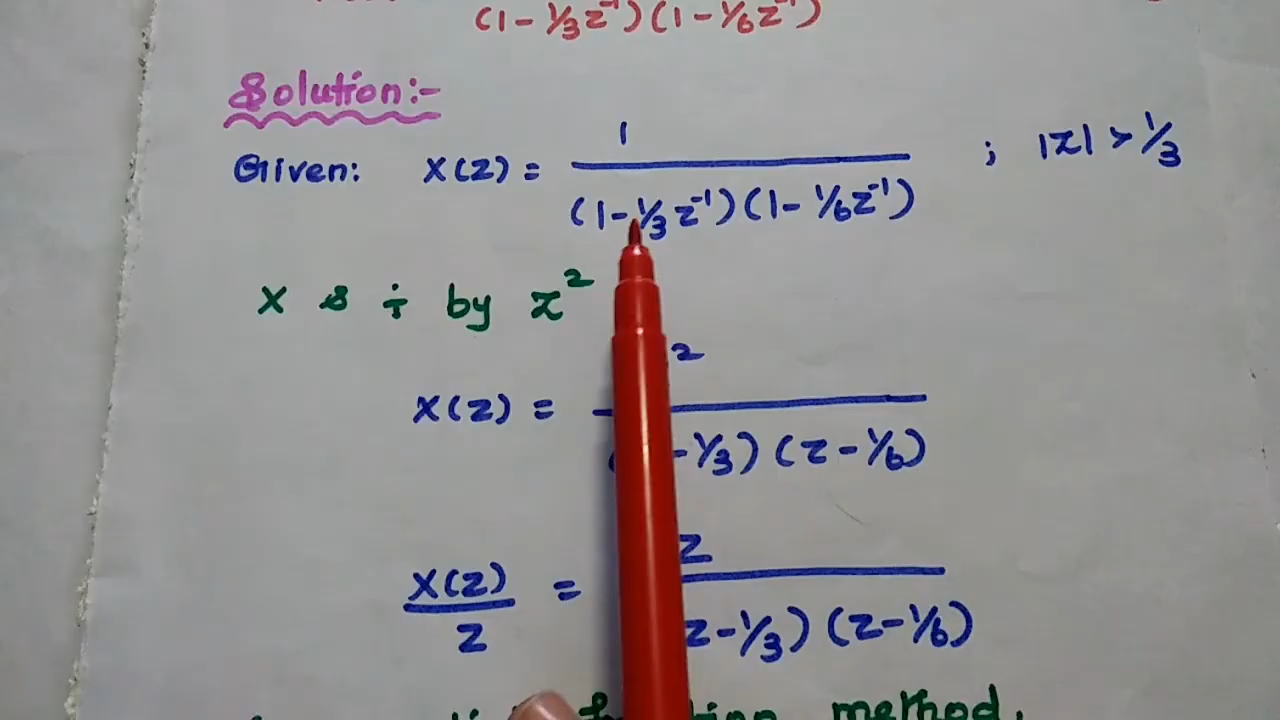 (1 - 1/3 z⁻¹) (1 - 1/6 z⁻¹)
Solution:-
Given: X(Z) = 1 / (1 - 1/3 z⁻¹) (1 - 1/6 z⁻¹) ; |Z| > 1/3
X & ÷ by z²
X(Z) = 2 / - 1/3) (z - 1/6)
X(Z) / Z = Z / z - 1/3) (z - 1/6)
method.